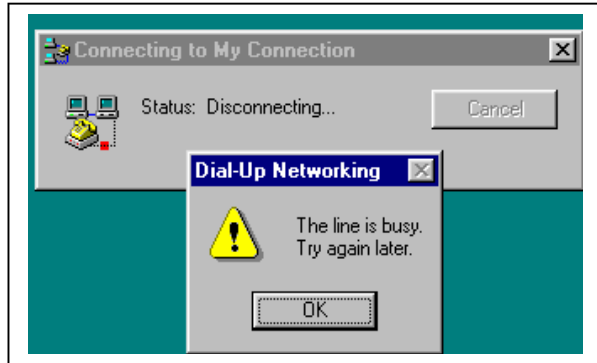 Connecting to My Connection
Status: Disconnecting...
Cancel
Dial-Up Networking
The line is busy.
Try again later.
OK